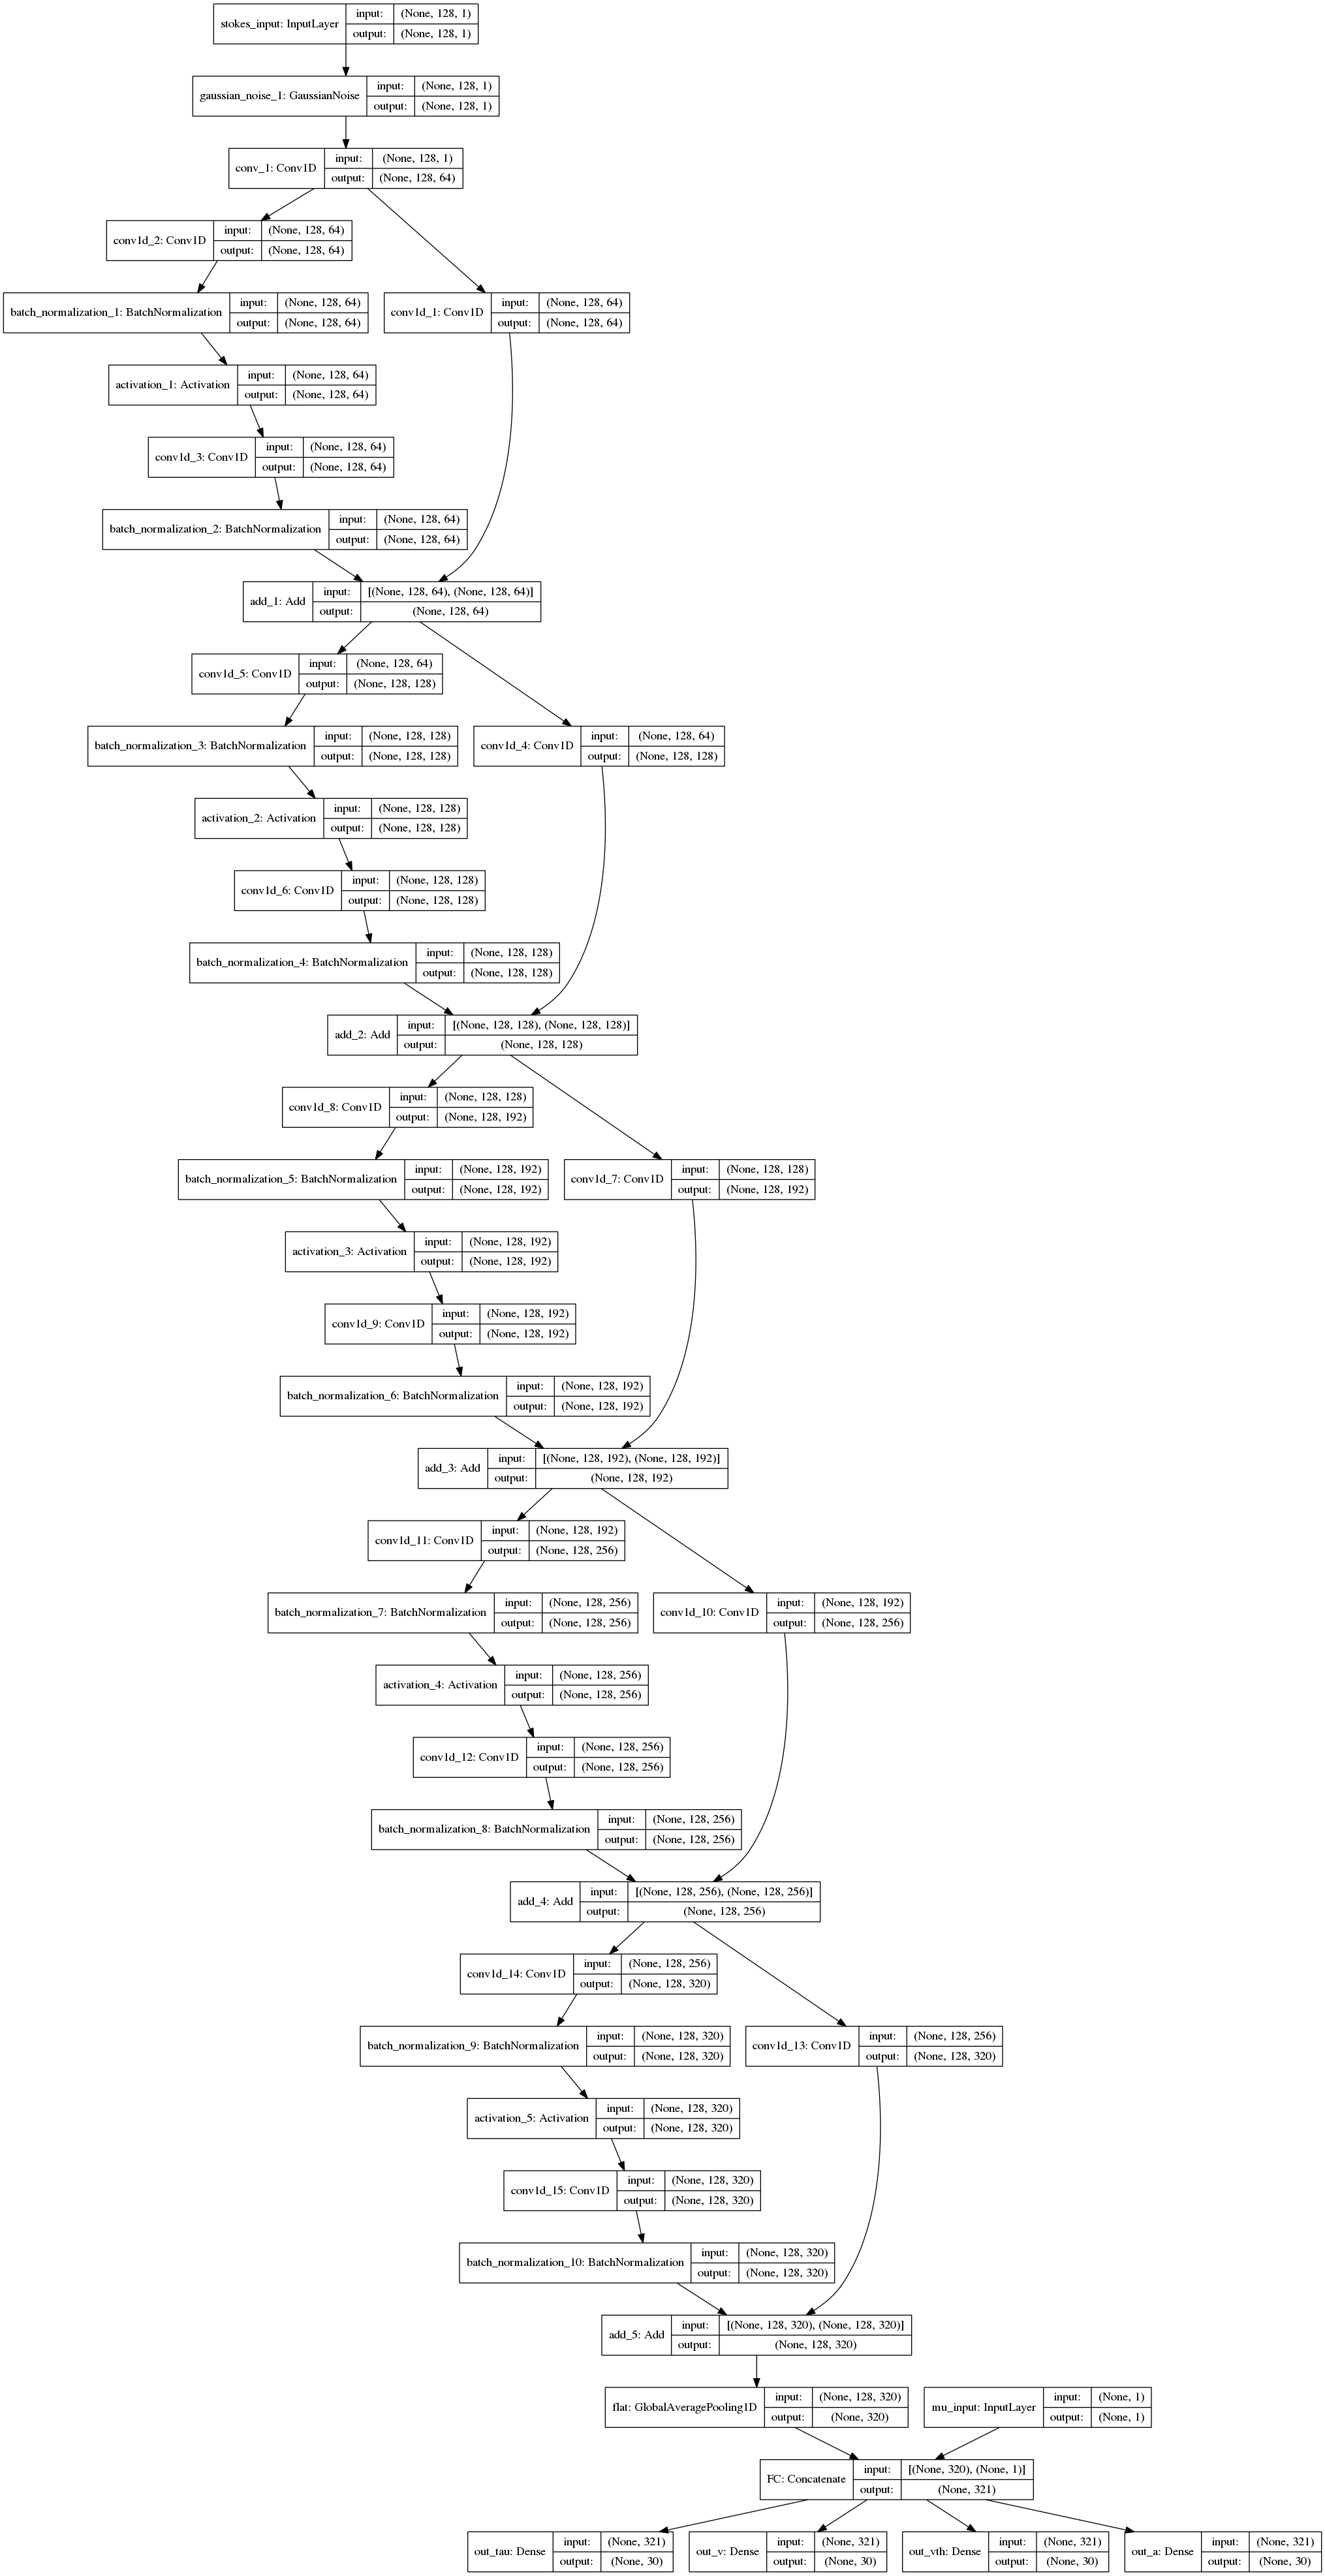 stokes_input: InputLayer input: (None, 128, 1)
output: (None, 128, 1)
gaussian_noise_1: GaussianNoise input: (None, 128, 1)
output: (None, 128, 1)
conv_1: Conv1D input: (None, 128, 1)
output: (None, 128, 64)
conv1d_2: Conv1D input: (None, 128, 64)
output: (None, 128, 64)
batch_normalization_1: BatchNormalization input: (None, 128, 64)
output: (None, 128, 64)
conv1d_1: Conv1D input: (None, 128, 64)
output: (None, 128, 64)
activation_1: Activation input: (None, 128, 64)
output: (None, 128, 64)
conv1d_3: Conv1D input: (None, 128, 64)
output: (None, 128, 64)
batch_normalization_2: BatchNormalization input: (None, 128, 64)
output: (None, 128, 64)
add_1: Add input: [(None, 128, 64), (None, 128, 64)]
output: (None, 128, 64)
conv1d_5: Conv1D input: (None, 128, 64)
output: (None, 128, 128)
batch_normalization_3: BatchNormalization input: (None, 128, 128)
output: (None, 128, 128)
conv1d_4: Conv1D input: (None, 128, 64)
output: (None, 128, 128)
activation_2: Activation input: (None, 128, 128)
output: (None, 128, 128)
conv1d_6: Conv1D input: (None, 128, 128)
output: (None, 128, 128)
batch_normalization_4: BatchNormalization input: (None, 128, 128)
output: (None, 128, 128)
add_2: Add input: [(None, 128, 128), (None, 128, 128)]
output: (None, 128, 128)
conv1d_8: Conv1D input: (None, 128, 128)
output: (None, 128, 192)
batch_normalization_5: BatchNormalization input: (None, 128, 192)
output: (None, 128, 192)
conv1d_7: Conv1D input: (None, 128, 128)
output: (None, 128, 192)
activation_3: Activation input: (None, 128, 192)
output: (None, 128, 192)
conv1d_9: Conv1D input: (None, 128, 192)
output: (None, 128, 192)
batch_normalization_6: BatchNormalization input: (None, 128, 192)
output: (None, 128, 192)
add_3: Add input: [(None, 128, 192), (None, 128, 192)]
output: (None, 128, 192)
conv1d_11: Conv1D input: (None, 128, 192)
output: (None, 128, 256)
batch_normalization_7: BatchNormalization input: (None, 128, 256)
output: (None, 128, 256)
conv1d_10: Conv1D input: (None, 128, 192)
output: (None, 128, 256)
activation_4: Activation input: (None, 128, 256)
output: (None, 128, 256)
conv1d_12: Conv1D input: (None, 128, 256)
output: (None, 128, 256)
batch_normalization_8: BatchNormalization input: (None, 128, 256)
output: (None, 128, 256)
add_4: Add input: [(None, 128, 256), (None, 128, 256)]
output: (None, 128, 256)
conv1d_14: Conv1D input: (None, 128, 256)
output: (None, 128, 320)
batch_normalization_9: BatchNormalization input: (None, 128, 320)
output: (None, 128, 320)
conv1d_13: Conv1D input: (None, 128, 256)
output: (None, 128, 320)
activation_5: Activation input: (None, 128, 320)
output: (None, 128, 320)
conv1d_15: Conv1D input: (None, 128, 320)
output: (None, 128, 320)
batch_normalization_10: BatchNormalization input: (None, 128, 320)
output: (None, 128, 320)
add_5: Add input: [(None, 128, 320), (None, 128, 320)]
output: (None, 128, 320)
flat: GlobalAveragePooling1D input: (None, 128, 320)
output: (None, 320)
mu_input: InputLayer input: (None, 1)
output: (None, 1)
FC: Concatenate input: [(None, 320), (None, 1)]
output: (None, 321)
out_tau: Dense input: (None, 321)
output: (None, 30)
out_v: Dense input: (None, 321)
output: (None, 30)
out_vth: Dense input: (None, 321)
output: (None, 30)
out_a: Dense input: (None, 321)
output: (None, 30)